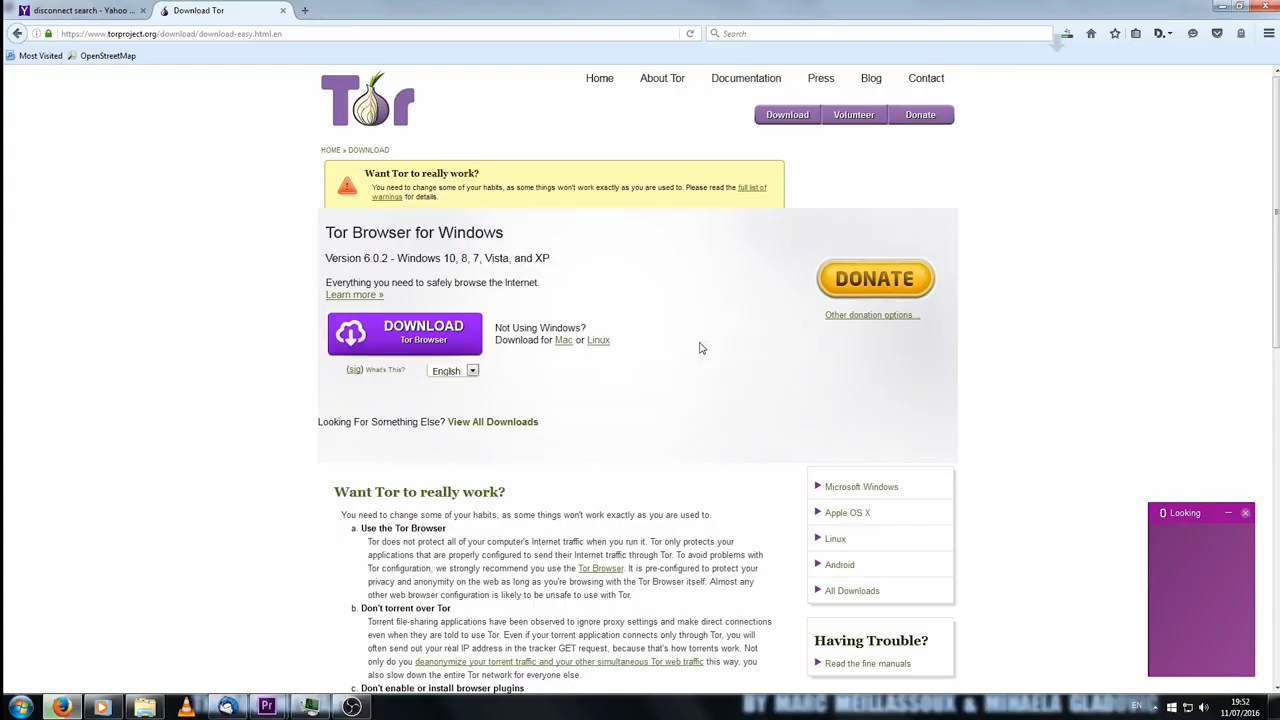 disconnect search - Yahoo ...
Download Tor
https://www.torproject.org/download/download-easy.html.en
Search
Most Visited
OpenStreetMap
Tor
Home
About Tor
Documentation
Press
Blog
Contact
Download
Volunteer
Donate
HOME » DOWNLOAD
Want Tor to really work?
You need to change some of your habits, as some things won't work exactly as you are used to. Please read the full list of
warnings for details.
Tor Browser for Windows
Version 6.0.2 - Windows 10, 8, 7, Vista, and XP
Everything you need to safely browse the Internet.
Learn more »
DONATE
Other donation options...
DOWNLOAD
Tor Browser
Not Using Windows?
Download for Mac or Linux
(sig) What's This?
English
Looking For Something Else? View All Downloads
Want Tor to really work?
You need to change some of your habits, as some things won't work exactly as you are used to.
a. Use the Tor Browser
Tor does not protect all of your computer's Internet traffic when you run it. Tor only protects your
applications that are properly configured to send their Internet traffic through Tor. To avoid problems with
Tor configuration, we strongly recommend you use the Tor Browser. It is pre-configured to protect your
privacy and anonymity on the web as long as you're browsing with the Tor Browser itself. Almost any
other web browser configuration is likely to be unsafe to use with Tor.
b. Don't torrent over Tor
Torrent file-sharing applications have been observed to ignore proxy settings and make direct connections
even when they are told to use Tor. Even if your torrent application connects only through Tor, you will
often send out your real IP address in the tracker GET request, because that's how torrents work. Not
only do you deanonymize your torrent traffic and your other simultaneous Tor web traffic this way, you
also slow down the entire Tor network for everyone else.
c. Don't enable or install browser plugins
Microsoft Windows
Apple OS X
Linux
Android
All Downloads
Having Trouble?
Read the fine manuals
0 Looking
EN
19:52
11/07/2016